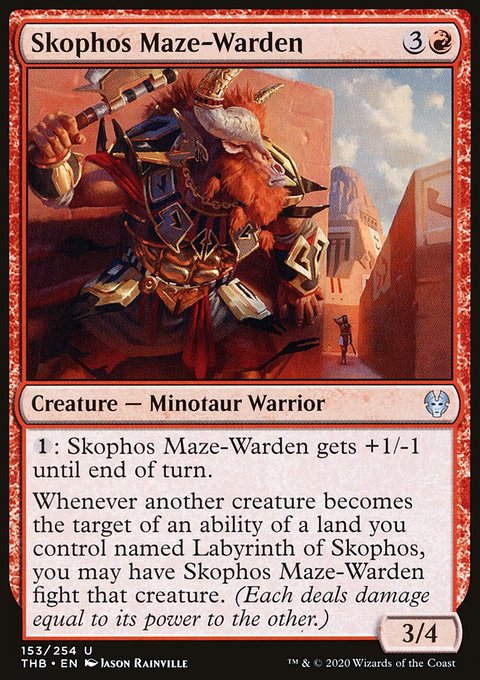 Skophos Maze-Warden 3
Creature — Minotaur Warrior
1 : Skophos Maze-Warden gets +1/-1
until end of turn.
Whenever another creature becomes
the target of an ability of a land you
control named Labyrinth of Skophos,
you may have Skophos Maze-Warden
fight that creature. (Each deals damage
equal to its power to the other.)
3/4
153/254 U
THB • EN Jason Rainville
™ & © 2020 Wizards of the Coast